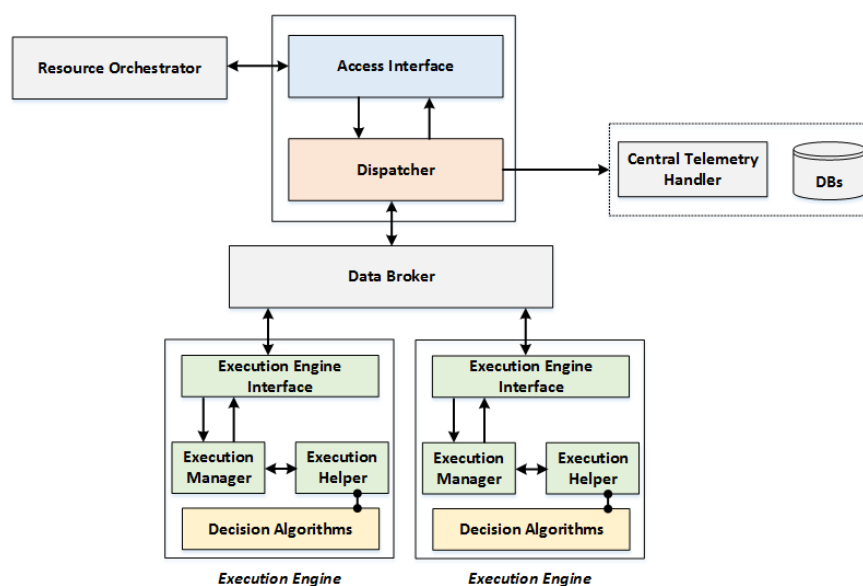 Resource Orchestrator
Access Interface
Dispatcher
Central Telemetry
Handler
DBs
Data Broker
Execution Engine
Interface
Execution
Manager
Execution
Helper
Decision Algorithms
Execution Engine
Execution Engine
Interface
Execution
Manager
Execution
Helper
Decision Algorithms
Execution Engine